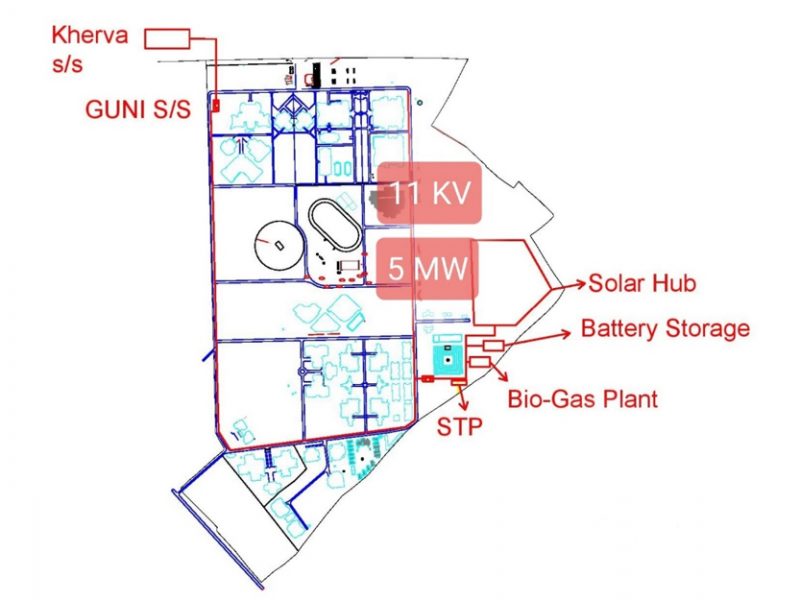 Kherva
s/s
GUNI S/S
11 KV
5 MW
Solar Hub
Battery Storage
Bio-Gas Plant
STP